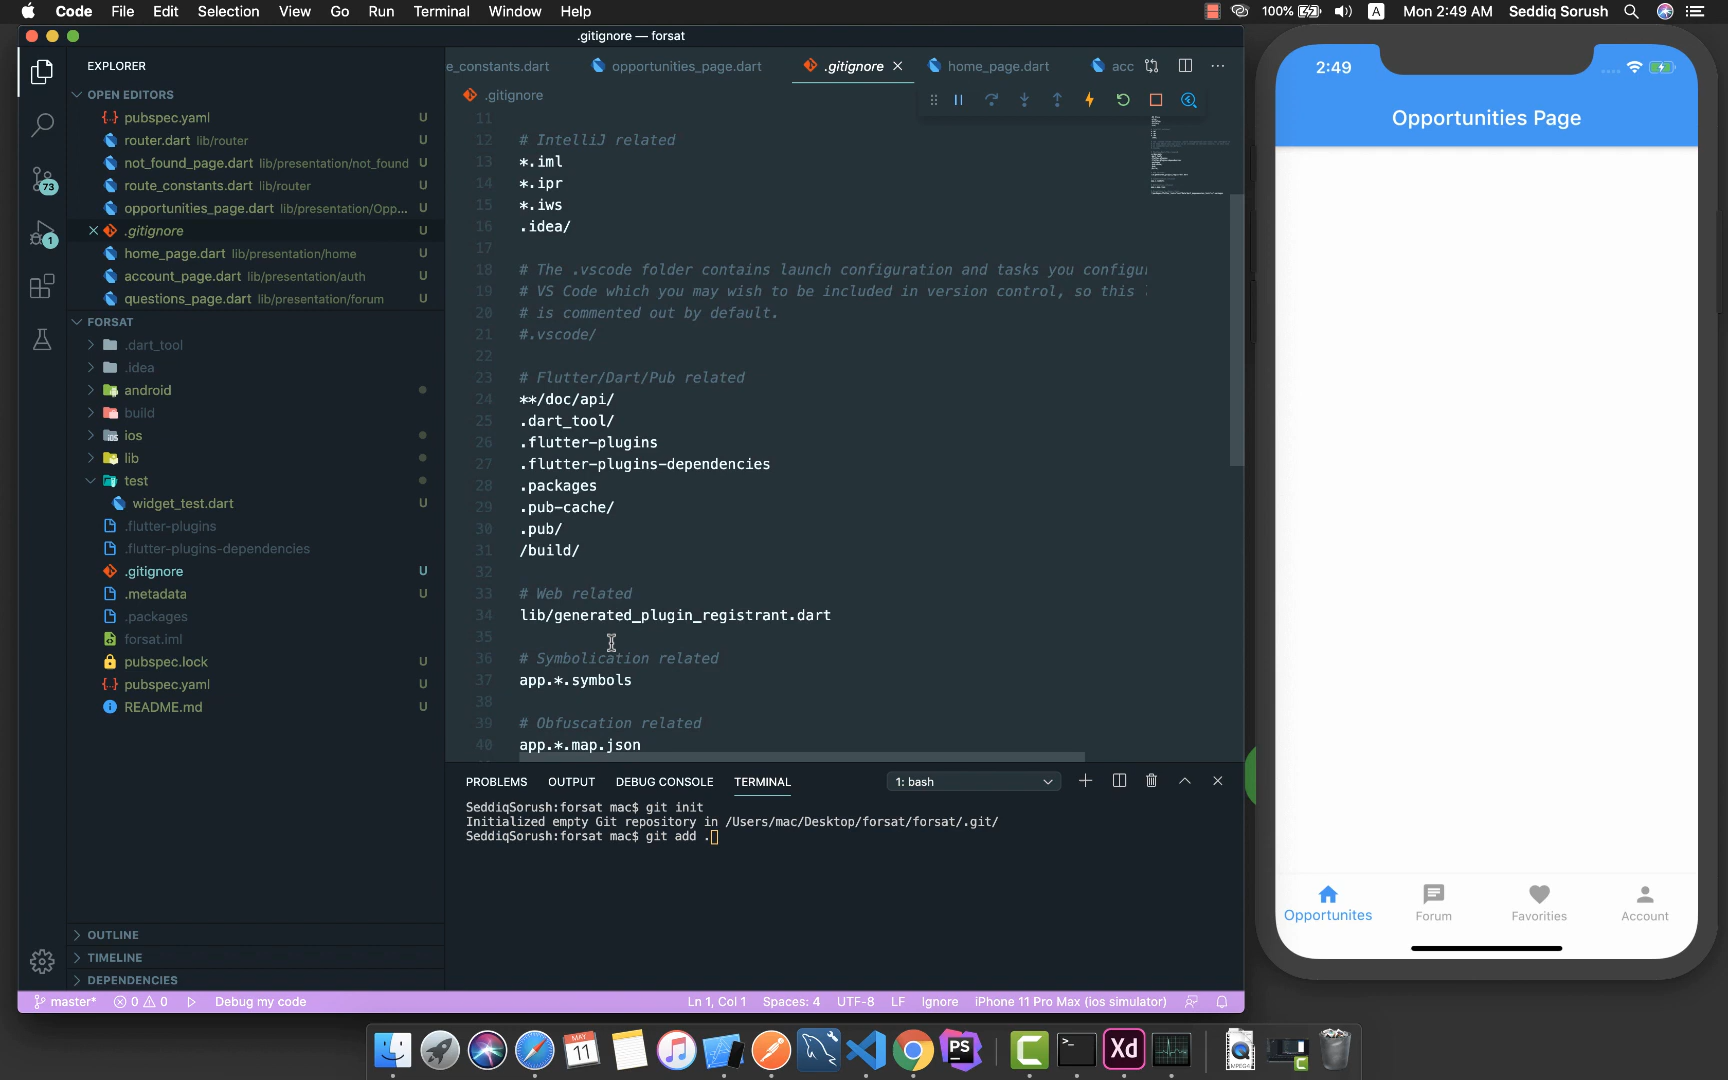 Code File Edit Selection View Go Run Terminal Window Help
100% A Mon 2:49 AM Seddiq Sorush
.gitignore — forsat
EXPLORER
OPEN EDITORS
{·} pubspec.yaml U
router.dart lib/router U
not_found_page.dart lib/presentation/not_found U
route_constants.dart lib/router U
opportunities_page.dart lib/presentation/Opp... U
.gitignore U
home_page.dart lib/presentation/home U
account_page.dart lib/presentation/auth U
questions_page.dart lib/presentation/forum U
FORSAT
.dart_tool
.idea
android
build
ios
lib
test
widget_test.dart U
.flutter-plugins
.flutter-plugins-dependencies
.gitignore U
.metadata U
.packages
forsat.iml
pubspec.lock U
{·} pubspec.yaml U
README.md U
OUTLINE
TIMELINE
DEPENDENCIES
73
1
e_constants.dart opportunities_page.dart .gitignore home_page.dart acc
.gitignore
11
12 # IntelliJ related
13 *.iml
14 *.ipr
15 *.iws
16 .idea/
17
18 # The .vscode folder contains launch configuration and tasks you configu
19 # VS Code which you may wish to be included in version control, so this
20 # is commented out by default.
21 #.vscode/
22
23 # Flutter/Dart/Pub related
24 **/doc/api/
25 .dart_tool/
26 .flutter-plugins
27 .flutter-plugins-dependencies
28 .packages
29 .pub-cache/
30 .pub/
31 /build/
32
33 # Web related
34 lib/generated_plugin_registrant.dart
35
36 # Symbolication related
37 app.*.symbols
38
39 # Obfuscation related
40 app.*.map.json
PROBLEMS OUTPUT DEBUG CONSOLE TERMINAL 1: bash
SeddiqSorush:forsat mac$ git init
Initialized empty Git repository in /Users/mac/Desktop/forsat/forsat/.git/
SeddiqSorush:forsat mac$ git add .
master* 0 0 Debug my code Ln 1, Col 1 Spaces: 4 UTF-8 LF Ignore iPhone 11 Pro Max (ios simulator)
2:49
Opportunities Page
Opportunites Forum Favorities Account
MAY
11
PS
C
Xd
MPEG4
C